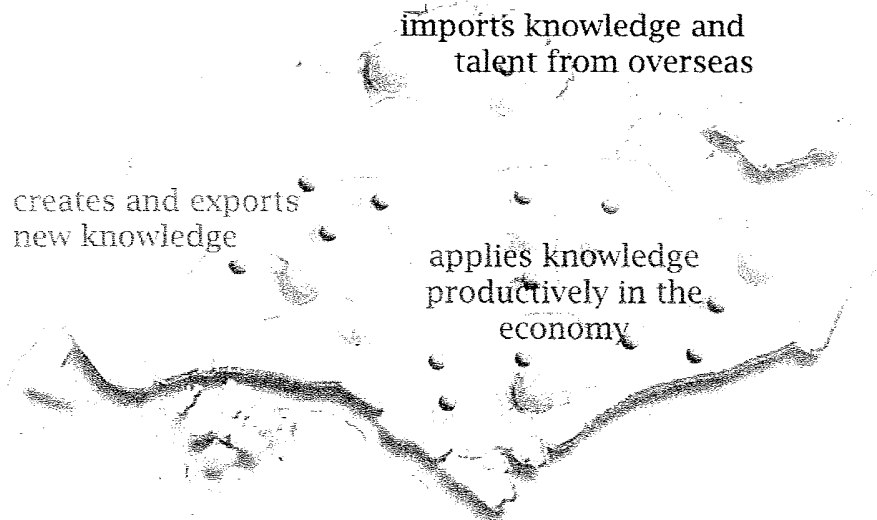 imports knowledge and
talent from overseas
creates and exports
new knowledge
applies knowledge
productively in the
economy